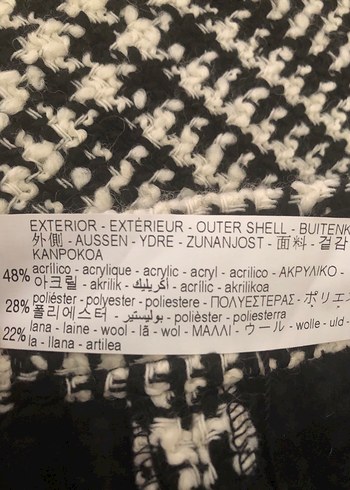 EXTERIOR - EXTÉRIEUR - OUTER SHELL - BUITENK
外側 - AUSSEN - YDRE - ZUNANJOST - 面料 - 겉감
KANPOKOA
48% acrílico - acrylique - acrylic - acryl - acrilico - ΑΚΡΥΛΙΚΟ -
아크릴 - akrilik - أكريليك - acrílic - akrilikoa
28% poliéster - polyester - poliestere - ΠΟΛΥΕΣΤΕΡΑΣ - ポリエ
폴리에스터 - بوليستير - polièster - poliesterra
22% lana - laine - wool - lã - wol - ΜΑΛΛΙ - ウール - wolle - uld -
la - llana - artilea